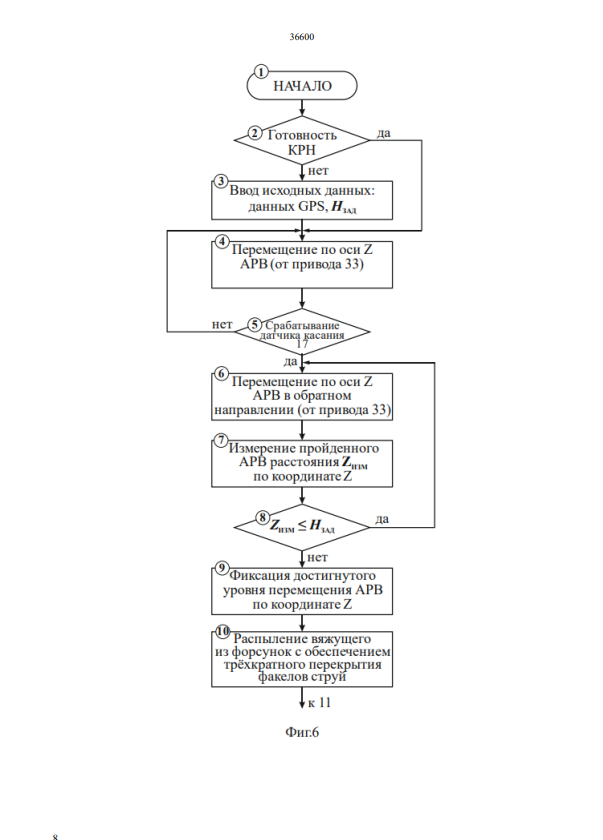 36600
1
НАЧАЛО
2
Готовность
КРН
да
нет
3
Ввод исходных данных:
данных GPS, HЗАД
4
Перемещение по оси Z
АРВ (от привода 33)
нет
5
Срабатывание
датчика касания
17
да
6
Перемещение по оси Z
АРВ в обратном
направлении (от привода 33)
7
Измерение пройденного
АРВ расстояния ZИЗМ
по координате Z
8
ZИЗМ ≤ HЗАД
да
нет
9
Фиксация достигнутого
уровня перемещения АРВ
по координате Z
10
Распыление вяжущего
из форсунок с обеспечением
трёхкратного перекрытия
факелов струй
к 11
Фиг.6
8